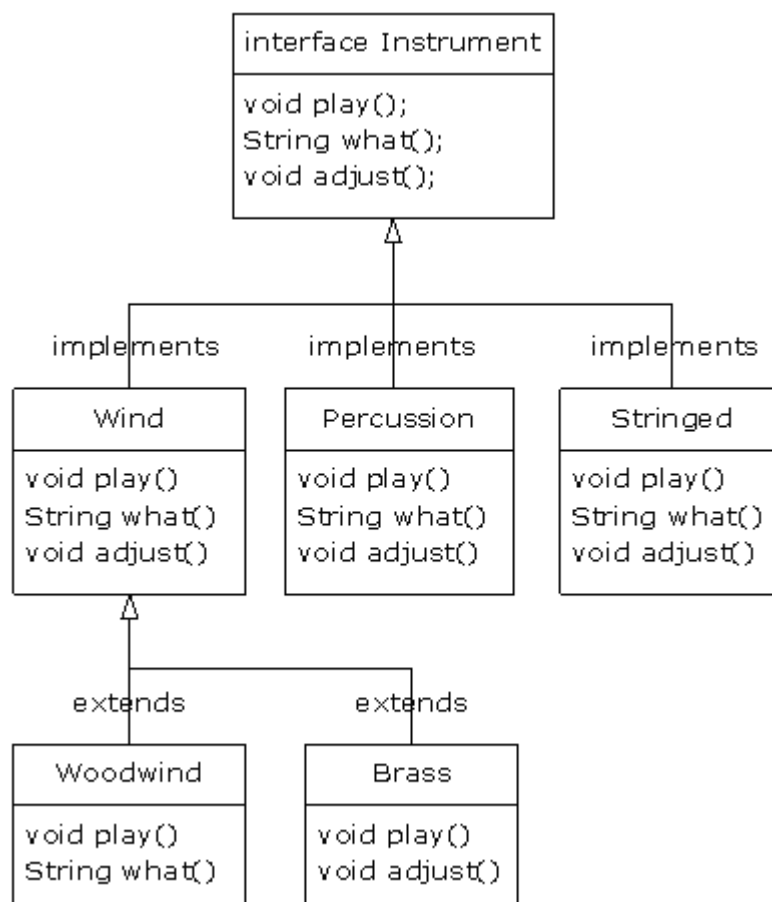 interface Instrument
void play();
String what();
void adjust();
implements
implements
implements
Wind
void play()
String what()
void adjust()
Percussion
void play()
String what()
void adjust()
Stringed
void play()
String what()
void adjust()
extends
extends
Woodwind
void play()
String what()
Brass
void play()
void adjust()